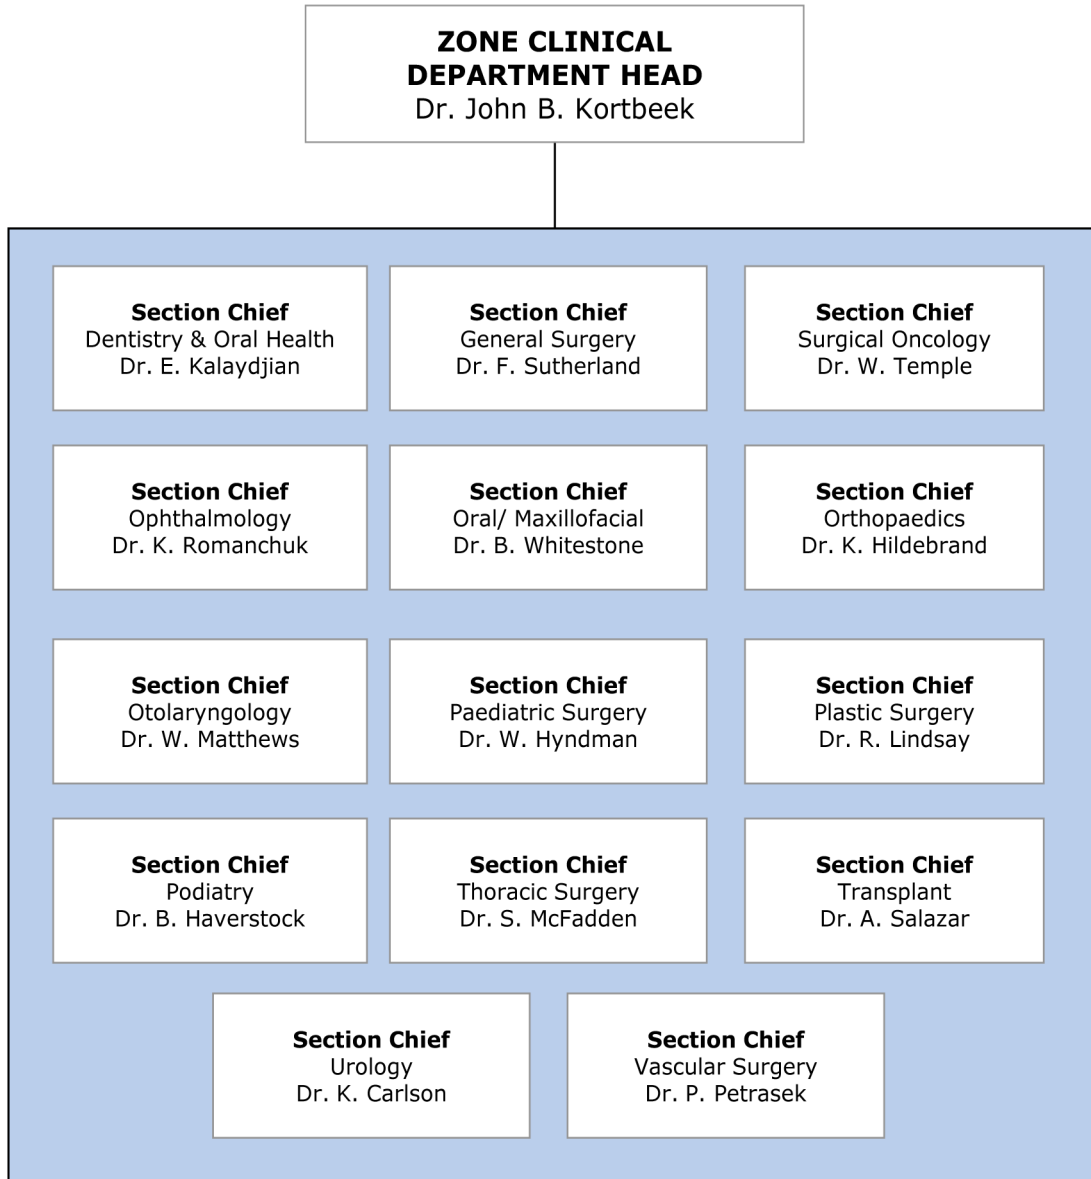 ZONE CLINICAL
DEPARTMENT HEAD
Dr. John B. Kortbeek
Section Chief
Dentistry & Oral Health
Dr. E. Kalaydjian
Section Chief
General Surgery
Dr. F. Sutherland
Section Chief
Surgical Oncology
Dr. W. Temple
Section Chief
Ophthalmology
Dr. K. Romanchuk
Section Chief
Oral/ Maxillofacial
Dr. B. Whitestone
Section Chief
Orthopaedics
Dr. K. Hildebrand
Section Chief
Otolaryngology
Dr. W. Matthews
Section Chief
Paediatric Surgery
Dr. W. Hyndman
Section Chief
Plastic Surgery
Dr. R. Lindsay
Section Chief
Podiatry
Dr. B. Haverstock
Section Chief
Thoracic Surgery
Dr. S. McFadden
Section Chief
Transplant
Dr. A. Salazar
Section Chief
Urology
Dr. K. Carlson
Section Chief
Vascular Surgery
Dr. P. Petrasek